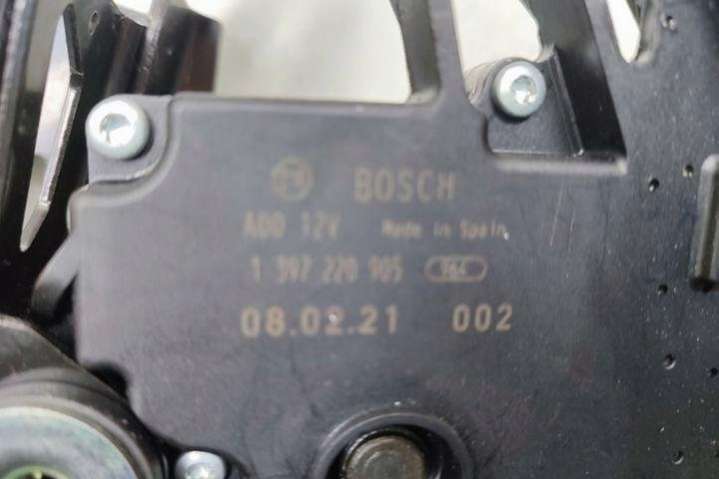 BOSCH
ADD 12V Made in Spain
1 397 220 905
08.02.21 002